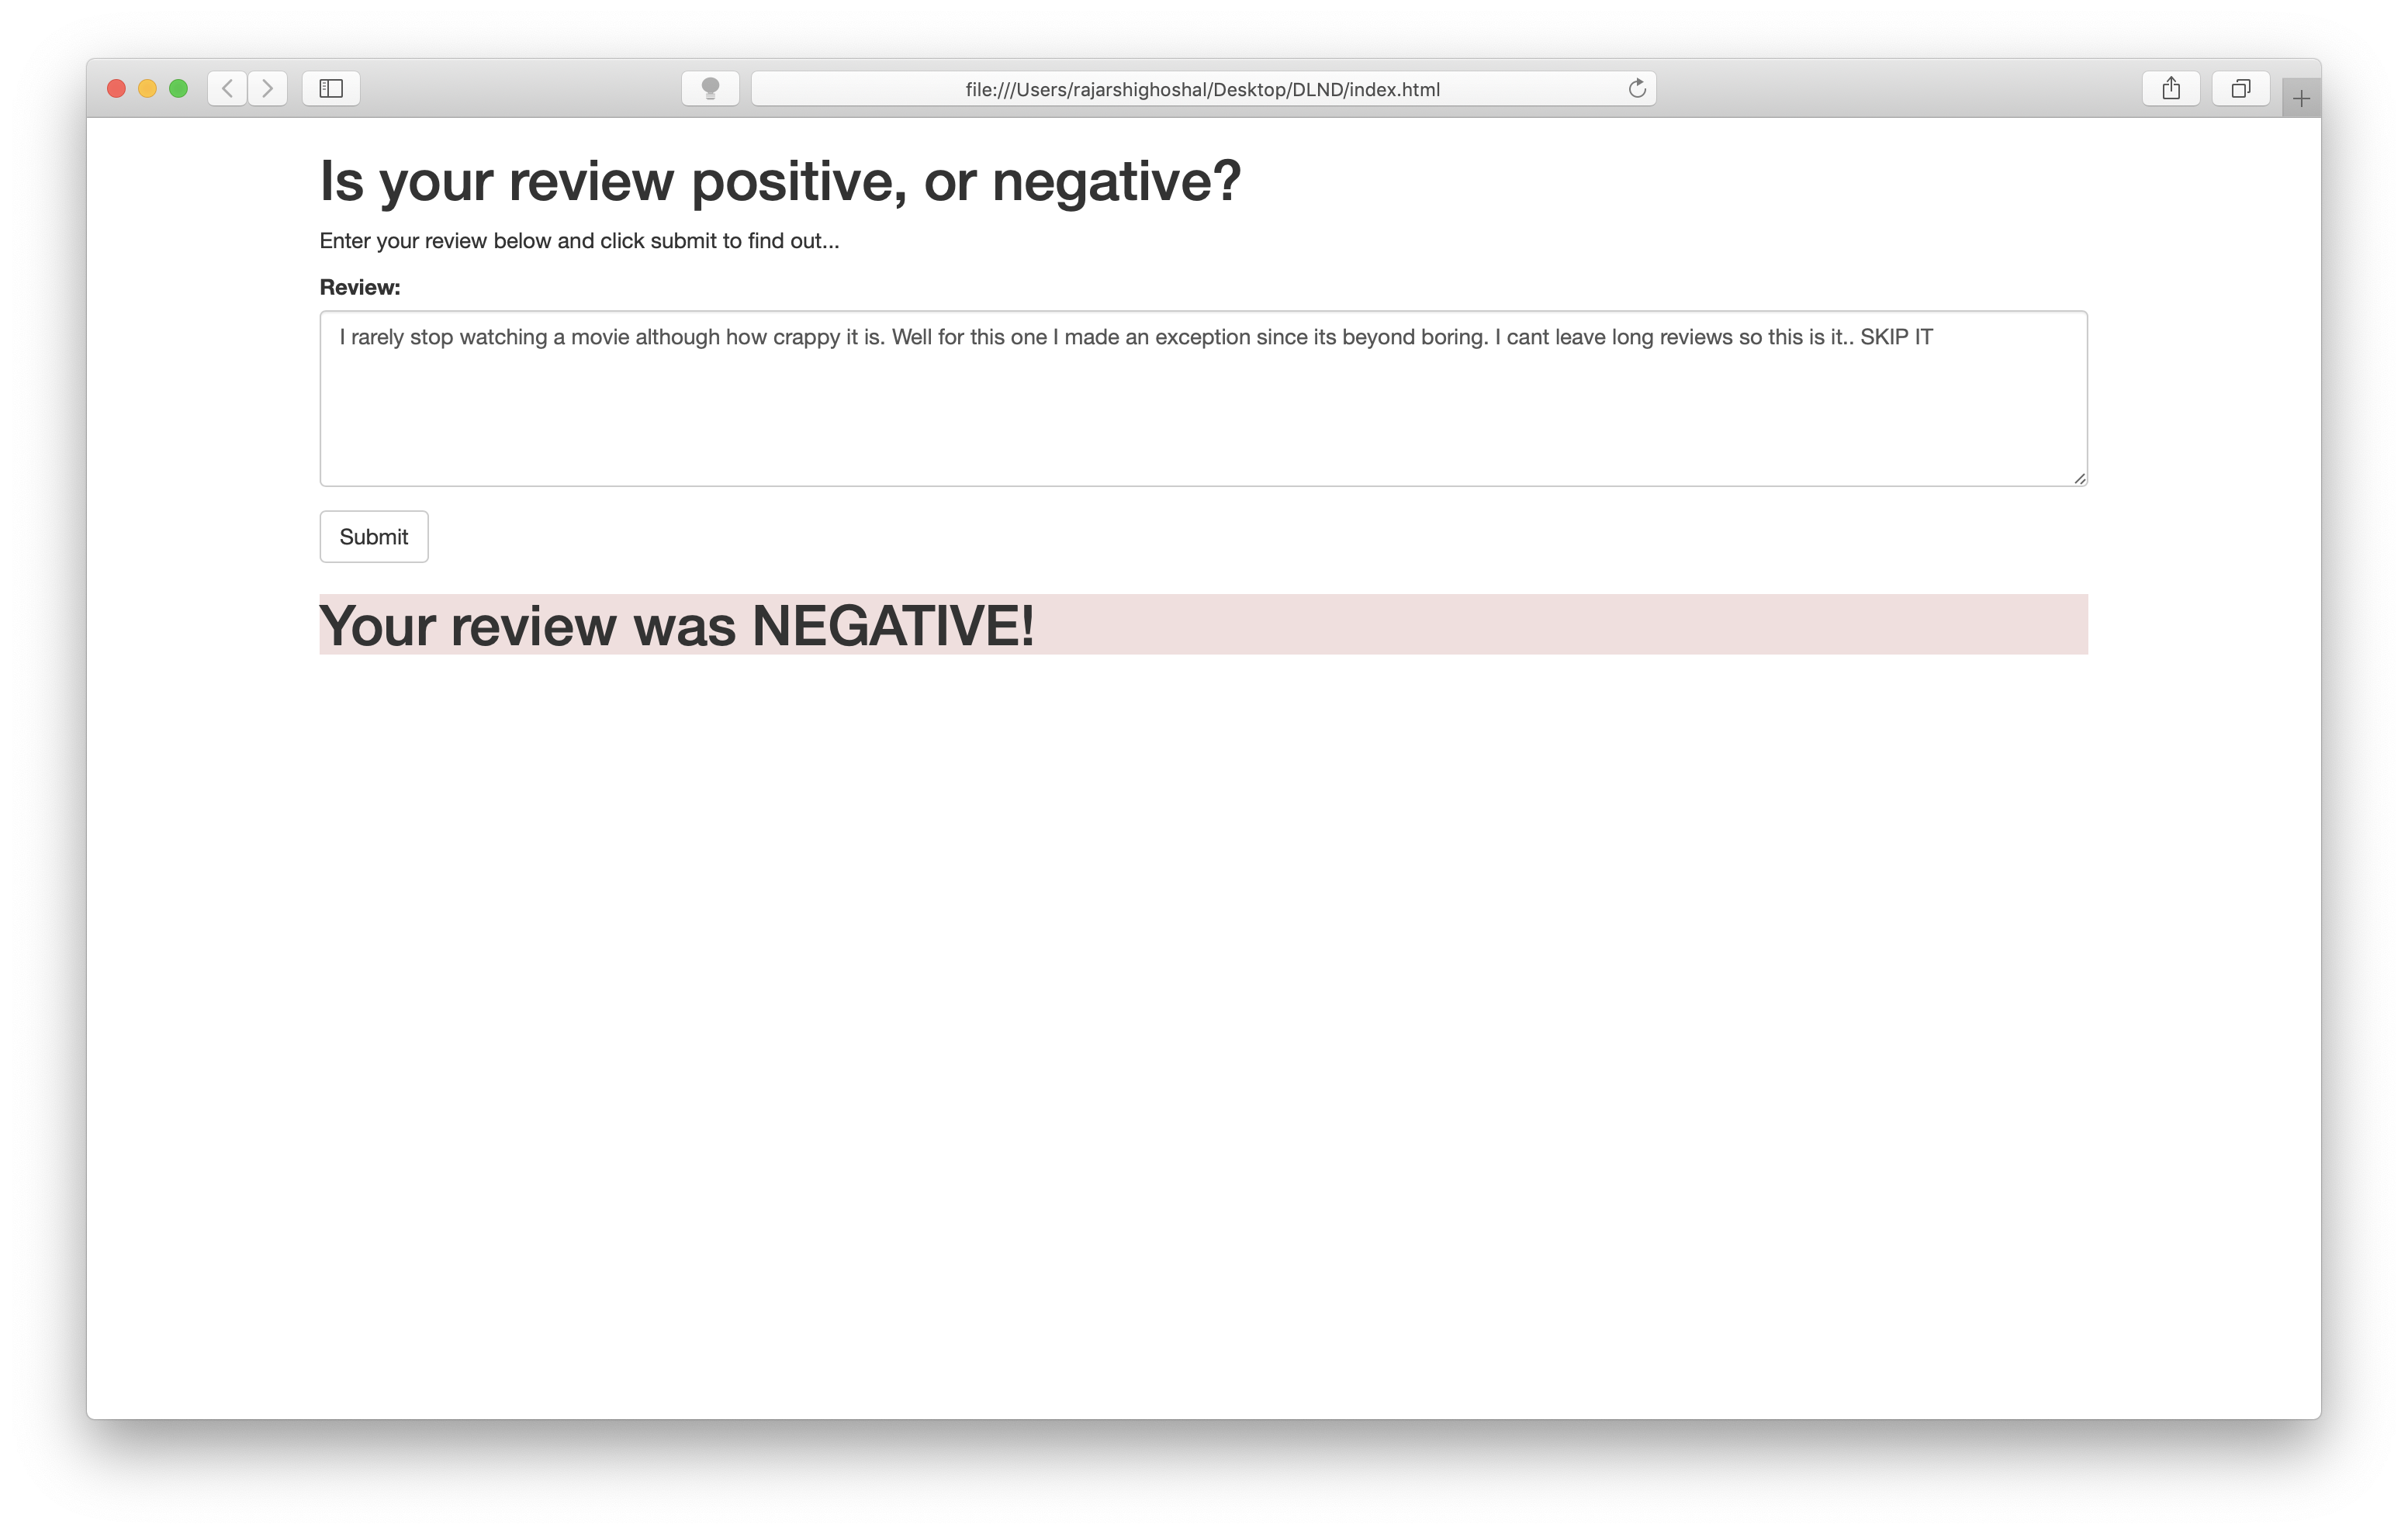 file:///Users/rajarshighoshal/Desktop/DLND/index.html
Is your review positive, or negative?
Enter your review below and click submit to find out...
Review:
I rarely stop watching a movie although how crappy it is. Well for this one I made an exception since its beyond boring. I cant leave long reviews so this is it.. SKIP IT
Submit
Your review was NEGATIVE!